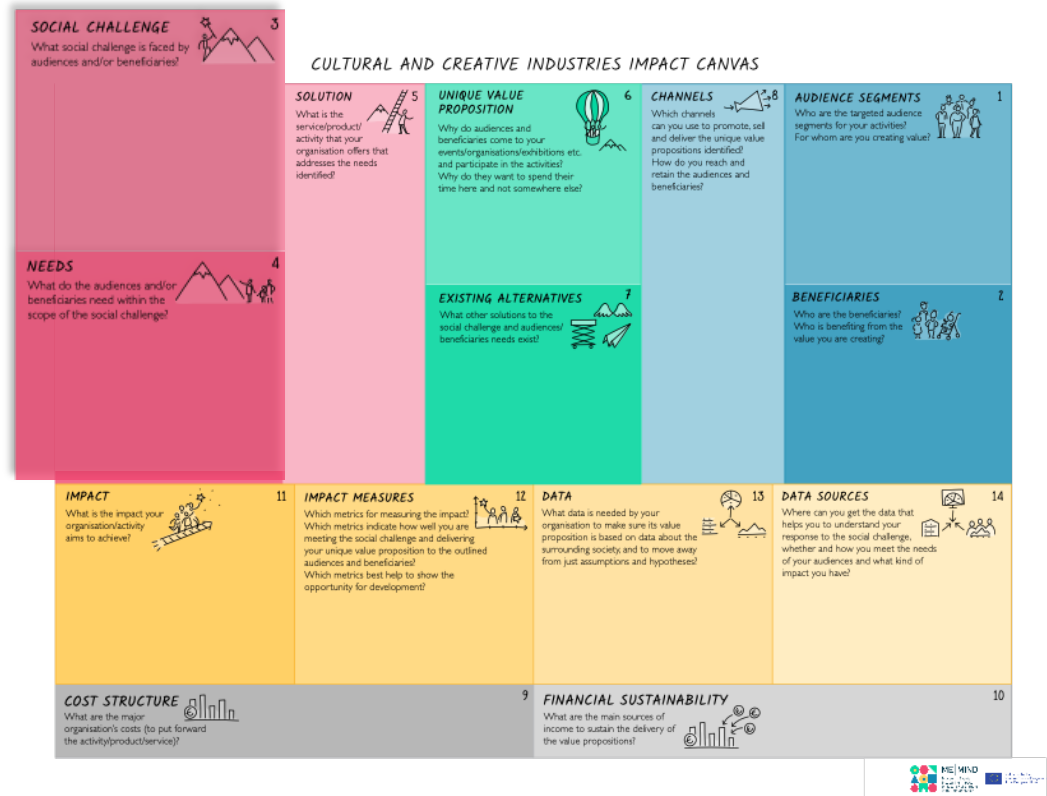 CULTURAL AND CREATIVE INDUSTRIES IMPACT CANVAS
SOCIAL CHALLENGE
3
What social challenge is faced by
audiences and/or beneficiaries?
NEEDS
4
What do the audiences and/or
beneficiaries need within the
scope of the social challenge?
SOLUTION
5
What is the
service/product/
activity that your
organisation offers that
addresses the needs
identified?
UNIQUE VALUE
PROPOSITION
6
Why do audiences and
beneficiaries come to your
events/organisations/exhibitions etc.
and participate in the activities?
Why do they want to spend their
time here and not somewhere else?
EXISTING ALTERNATIVES
7
What other solutions to the
social challenge and audiences/
beneficiaries needs exist?
CHANNELS
8
Which channels
can you use to promote, sell
and deliver the unique value
propositions identified?
How do you reach and
retain the audiences and
beneficiaries?
AUDIENCE SEGMENTS
1
Who are the targeted audience
segments for your activities?
For whom are you creating value?
BENEFICIARIES
2
Who are the beneficiaries?
Who is benefiting from the
value you are creating?
IMPACT
11
What is the impact your
organisation/activity
aims to achieve?
IMPACT MEASURES
12
Which metrics for measuring the impact?
Which metrics indicate how well you are
meeting the social challenge and delivering
your unique value proposition to the outlined
audiences and beneficiaries?
Which metrics best help to show the
opportunity for development?
DATA
13
What data is needed by your
organisation to make sure its value
proposition is based on data about the
surrounding society, and to move away
from just assumptions and hypotheses?
DATA SOURCES
14
Where can you get the data that
helps you to understand your
response to the social challenge,
whether and how you meet the needs
of your audiences and what kind of
impact you have?
COST STRUCTURE
9
What are the major
organisation's costs (to put forward
the activity/product/service)?
FINANCIAL SUSTAINABILITY
10
What are the main sources of
income to sustain the delivery of
the value propositions?
ME|MIND